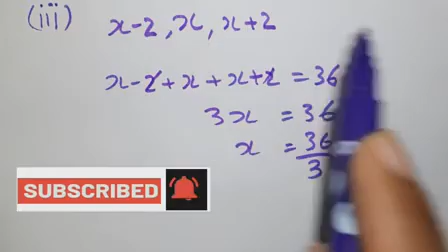 (iii) x-2, x, x+2
x-2+x+x+2 = 36
3x = 36
x = 36/3
SUBSCRIBED